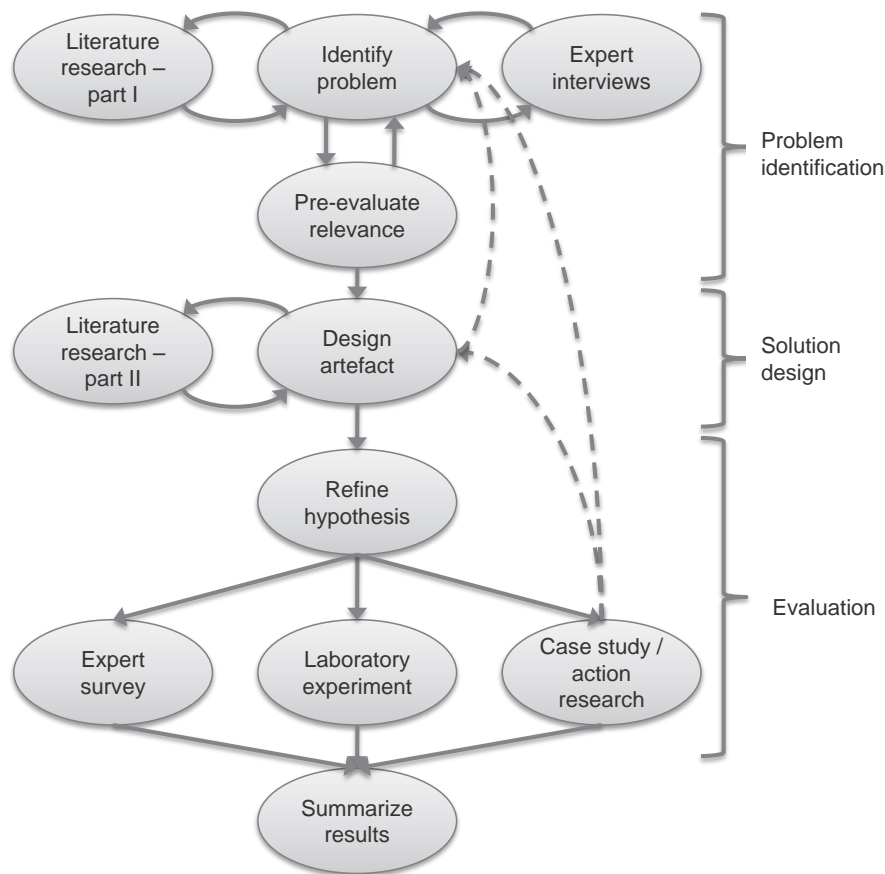 Literature
research –
part I
Identify
problem
Expert
interviews
Problem
identification
Pre-evaluate
relevance
Literature
research –
part II
Design
artefact
Solution
design
Refine
hypothesis
Evaluation
Expert
survey
Laboratory
experiment
Case study /
action
research
Summarize
results